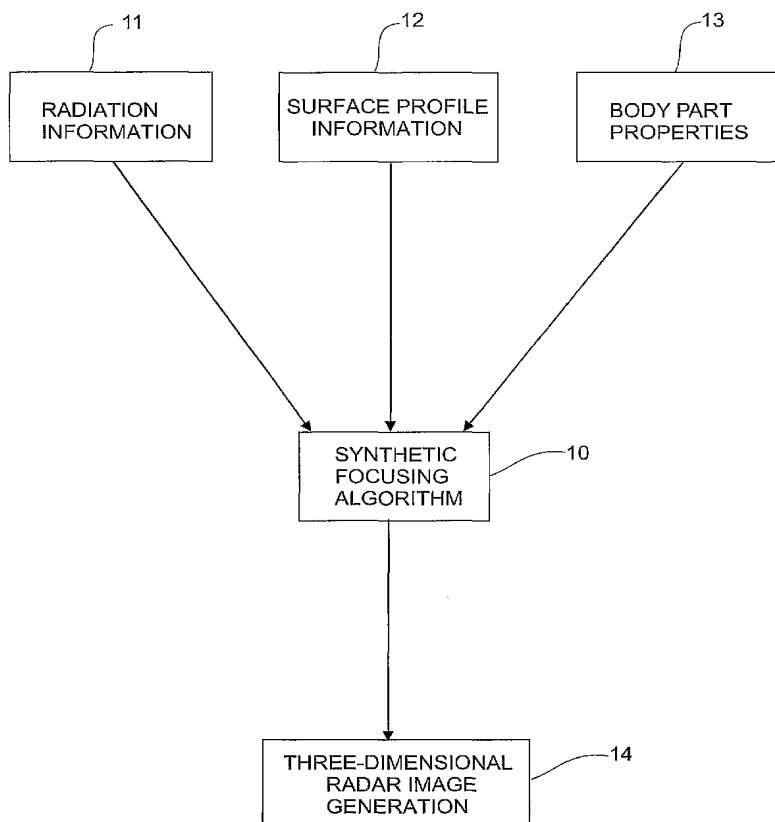 11
12
13
RADIATION
INFORMATION
SURFACE PROFILE
INFORMATION
BODY PART
PROPERTIES
SYNTHETIC
FOCUSING
ALGORITHM
10
THREE-DIMENSIONAL
RADAR IMAGE
GENERATION
14